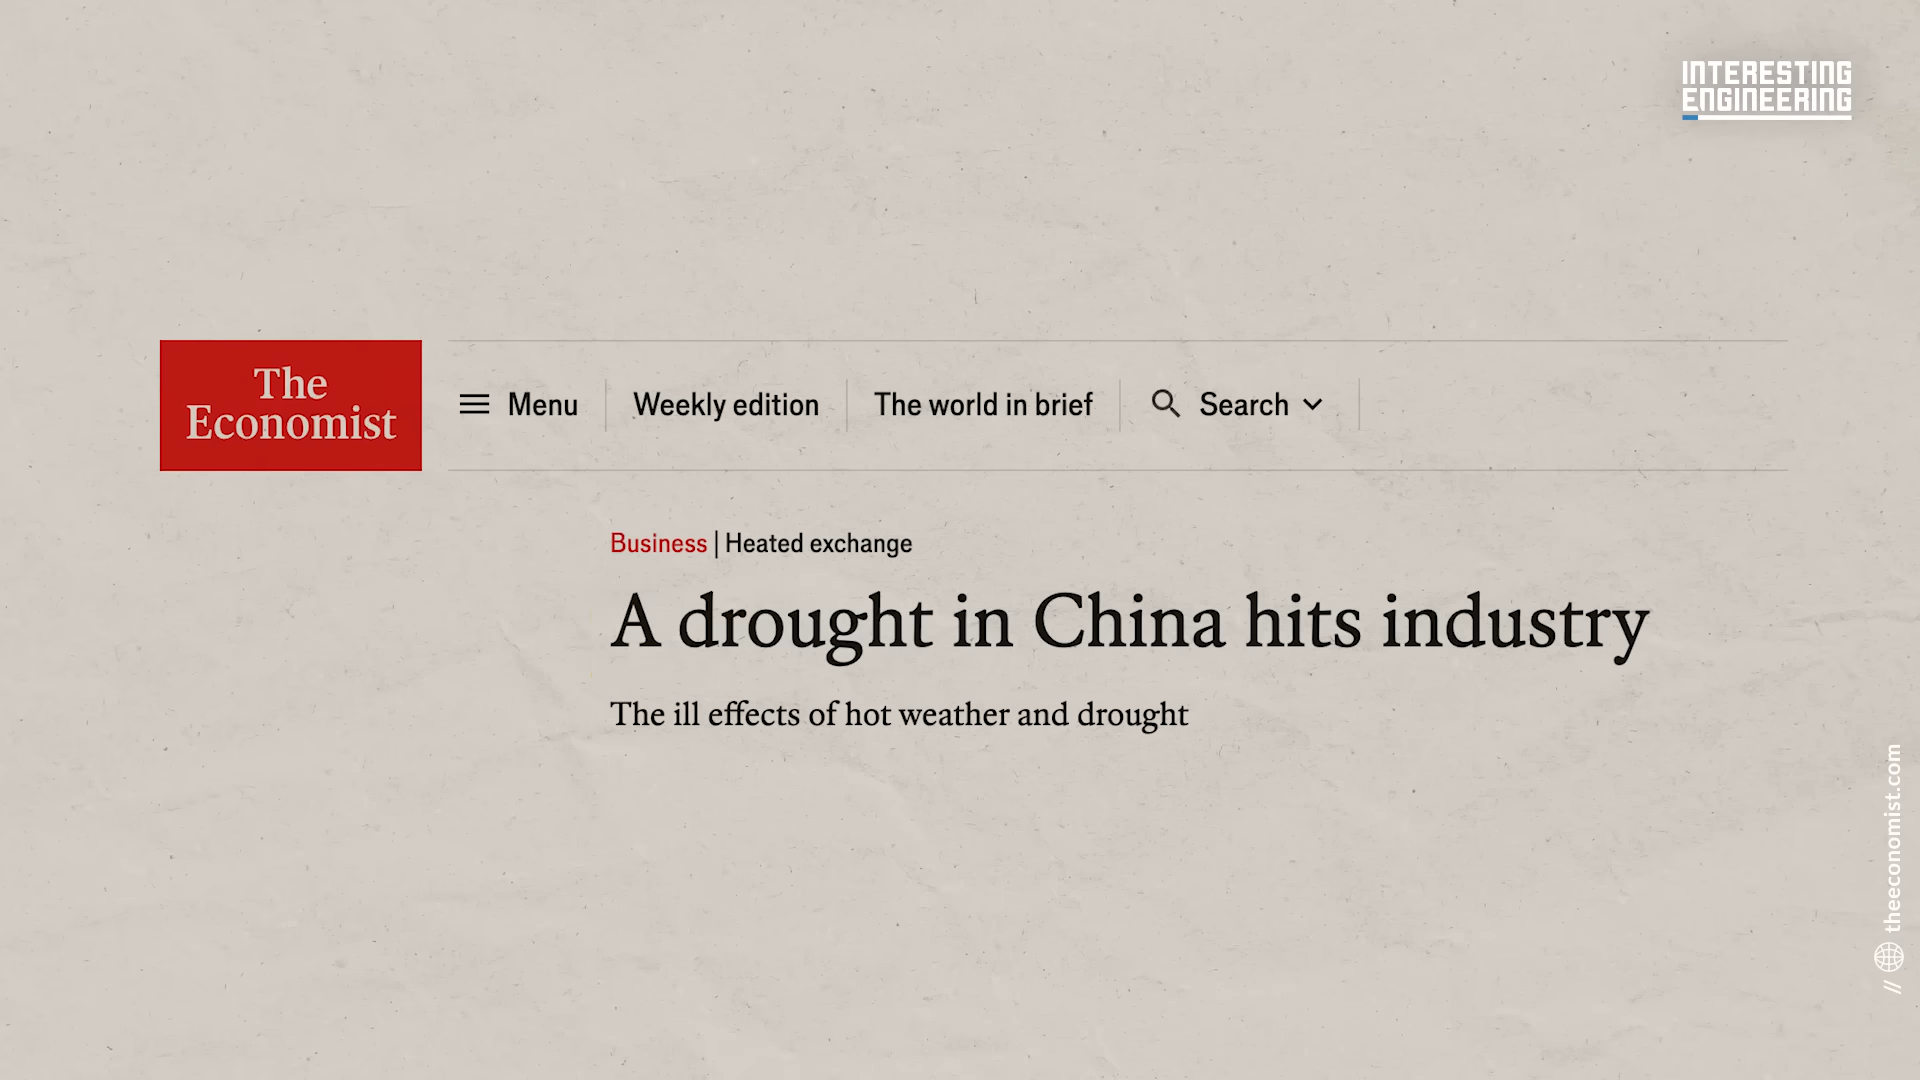 INTERESTING
ENGINEERING
The
Economist
Menu
Weekly edition
The world in brief
Search
Business | Heated exchange
A drought in China hits industry
The ill effects of hot weather and drought
// theeconomist.com